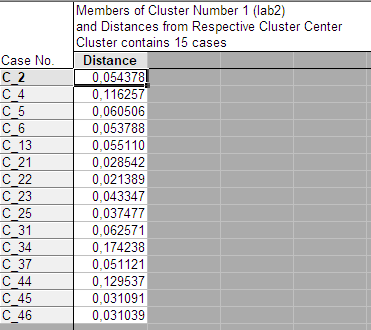 Members of Cluster Number 1 (lab2)
and Distances from Respective Cluster Center
Cluster contains 15 cases
Case No. Distance
C_2 0,054378
C_4 0,116257
C_5 0,060506
C_6 0,053788
C_13 0,055110
C_21 0,028542
C_22 0,021389
C_23 0,043347
C_25 0,037477
C_31 0,062571
C_34 0,174238
C_37 0,051121
C_44 0,129537
C_45 0,031091
C_46 0,031039